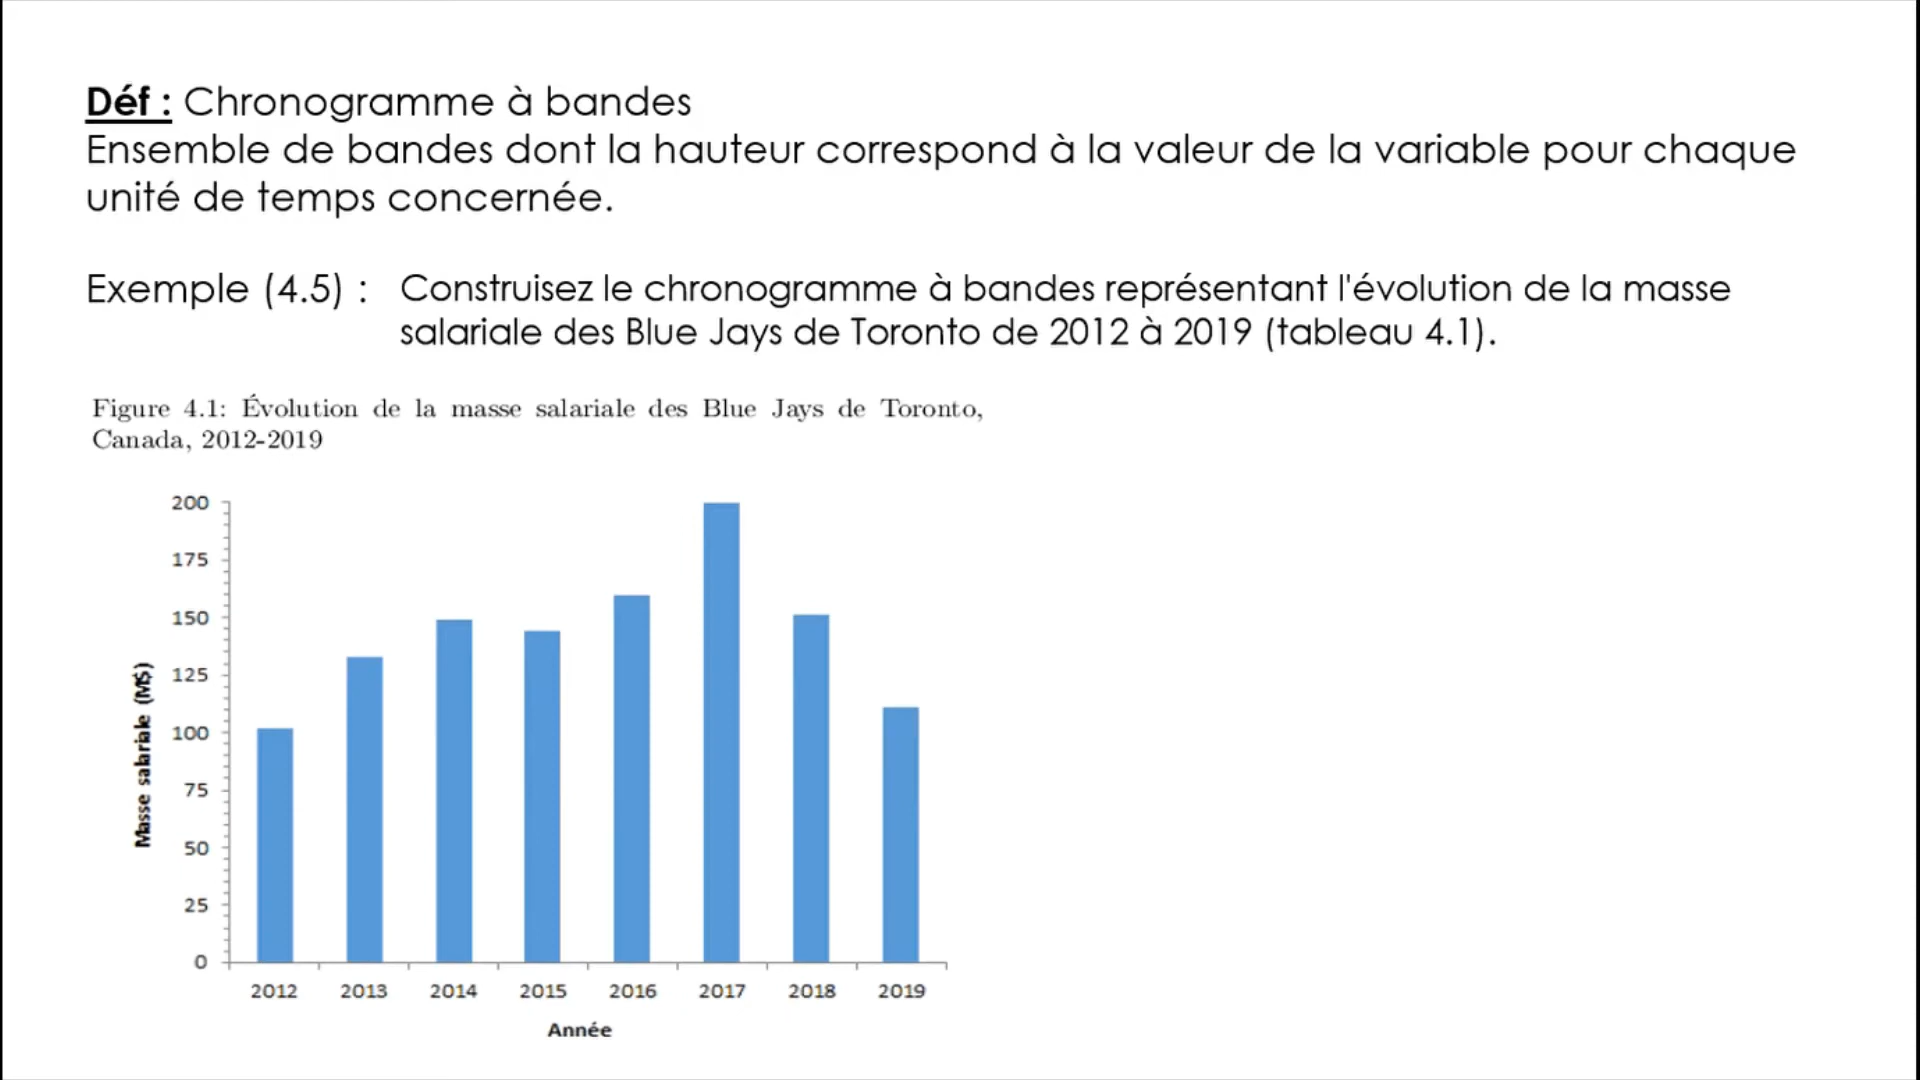 Déf : Chronogramme à bandes
Ensemble de bandes dont la hauteur correspond à la valeur de la variable pour chaque
unité de temps concernée.
Exemple (4.5) : Construisez le chronogramme à bandes représentant l'évolution de la masse
salariale des Blue Jays de Toronto de 2012 à 2019 (tableau 4.1).
Figure 4.1: Évolution de la masse salariale des Blue Jays de Toronto,
Canada, 2012-2019
Masse salariale (M$)
200
175
150
125
100
75
50
25
0
2012 2013 2014 2015 2016 2017 2018 2019
Année